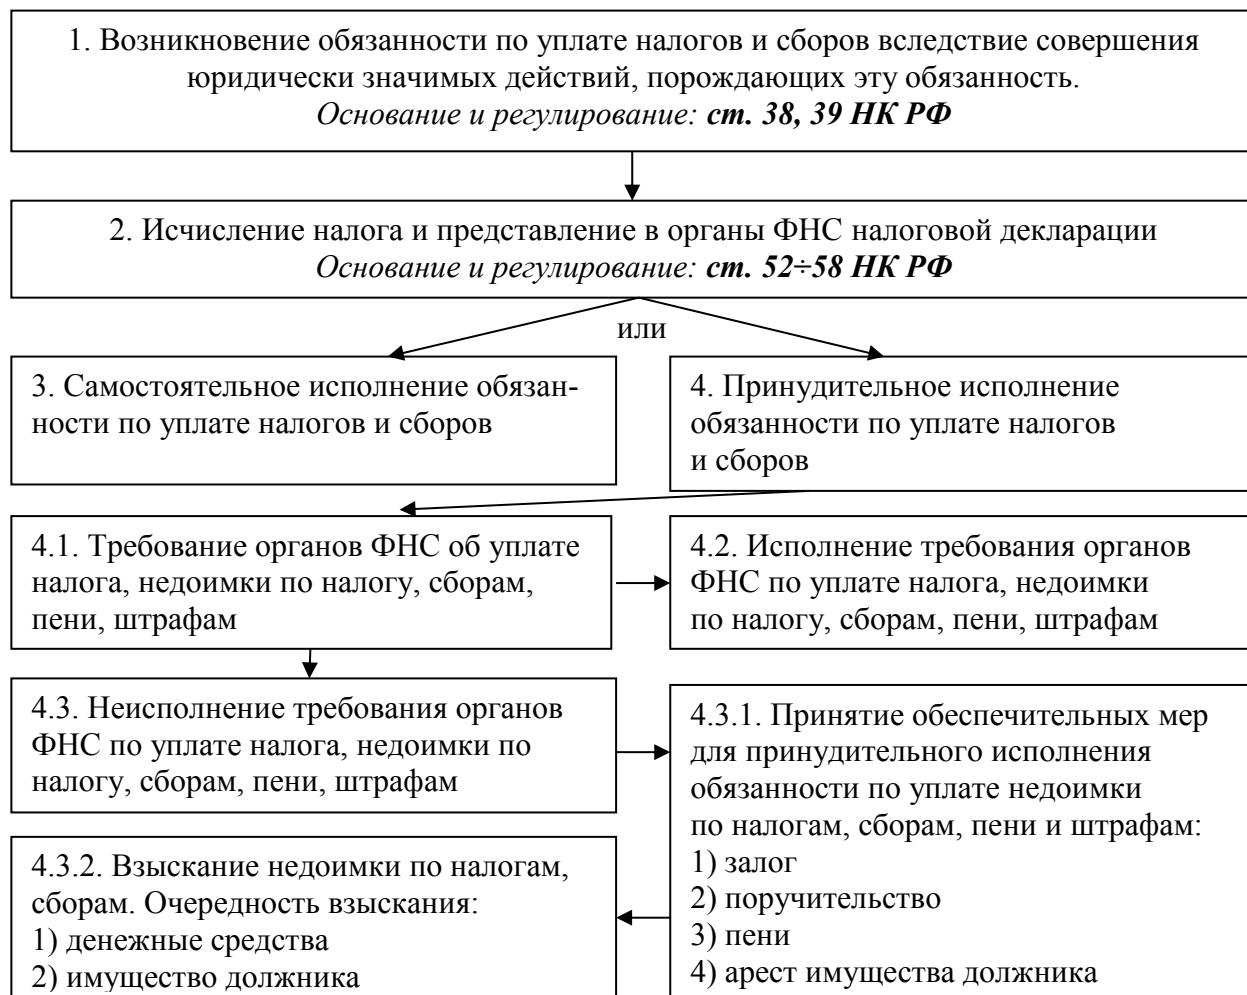 1. Возникновение обязанности по уплате налогов и сборов вследствие совершения
юридически значимых действий, порождающих эту обязанность.
Основание и регулирование: ст. 38, 39 НК РФ
2. Исчисление налога и представление в органы ФНС налоговой декларации
Основание и регулирование: ст. 52÷58 НК РФ
или
3. Самостоятельное исполнение обязан-
ности по уплате налогов и сборов
4. Принудительное исполнение
обязанности по уплате налогов
и сборов
4.1. Требование органов ФНС об уплате
налога, недоимки по налогу, сборам,
пени, штрафам
4.2. Исполнение требования органов
ФНС по уплате налога, недоимки
по налогу, сборам, пени, штрафам
4.3. Неисполнение требования органов
ФНС по уплате налога, недоимки по
налогу, сборам, пени, штрафам
4.3.1. Принятие обеспечительных мер
для принудительного исполнения
обязанности по уплате недоимки
по налогам, сборам, пени и штрафам:
1) залог
2) поручительство
3) пени
4) арест имущества должника
4.3.2. Взыскание недоимки по налогам,
сборам. Очередность взыскания:
1) денежные средства
2) имущество должника